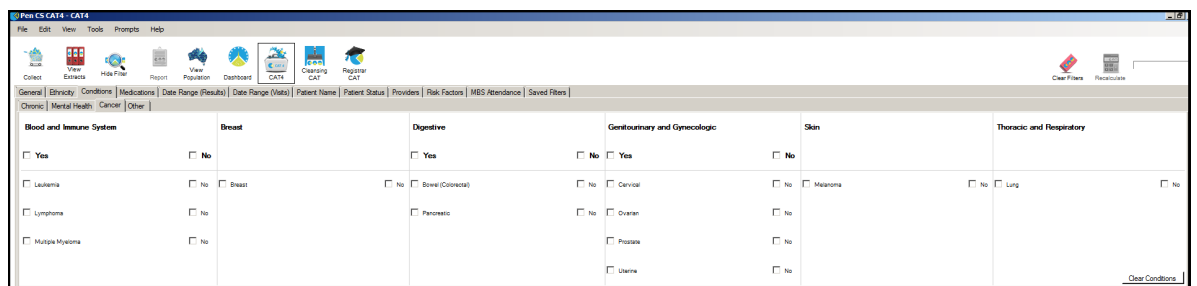 Pen CS CAT4 - CAT4
File Edit View Tools Prompts Help
Collect View Extracts Hide Filter Report View Population Dashboard CAT4 Cleansing CAT Registrar CAT Clear Filters Recalculate
General Ethnicity Conditions Medications Date Range (Results) Date Range (Visits) Patient Name Patient Status Providers Risk Factors MBS Attendance Saved Filters
Chronic Mental Health Cancer Other
Blood and Immune System Breast Digestive Genitourinary and Gynecologic Skin Thoracic and Respiratory
Yes No Yes No Yes No
Leukemia No Breast No Bowel (Colorectal) No Cervical No Melanoma No Lung No
Lymphoma No Pancreatic No Ovarian No
Multiple Myeloma No Prostate No
Uterine No
Clear Conditions